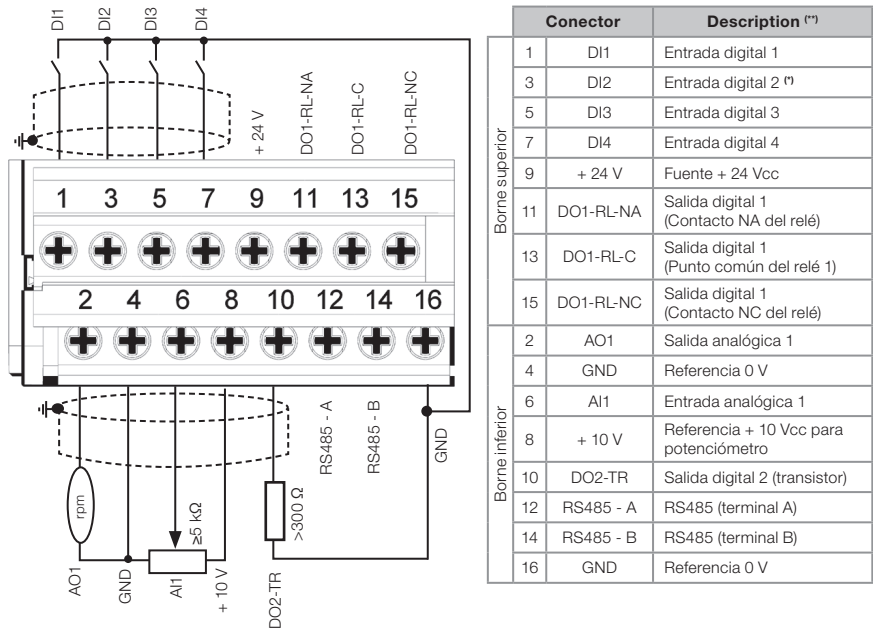 DI1
DI2
DI3
DI4
+ 24 V
DO1-RL-NA
DO1-RL-C
DO1-RL-NC
1 3 5 7 9 11 13 15
2 4 6 8 10 12 14 16
rpm
≥5 kΩ
>300 Ω
RS485 - A
RS485 - B
GND
AO1
GND
AI1
+ 10 V
DO2-TR
Conector Description (**)
Borne superior
1 DI1 Entrada digital 1
3 DI2 Entrada digital 2 (*)
5 DI3 Entrada digital 3
7 DI4 Entrada digital 4
9 + 24 V Fuente + 24 Vcc
11 DO1-RL-NA Salida digital 1
(Contacto NA del relé)
13 DO1-RL-C Salida digital 1
(Punto común del relé 1)
15 DO1-RL-NC Salida digital 1
(Contacto NC del relé)
Borne inferior
2 AO1 Salida analógica 1
4 GND Referencia 0 V
6 AI1 Entrada analógica 1
8 + 10 V Referencia + 10 Vcc para
potenciómetro
10 DO2-TR Salida digital 2 (transistor)
12 RS485 - A RS485 (terminal A)
14 RS485 - B RS485 (terminal B)
16 GND Referencia 0 V